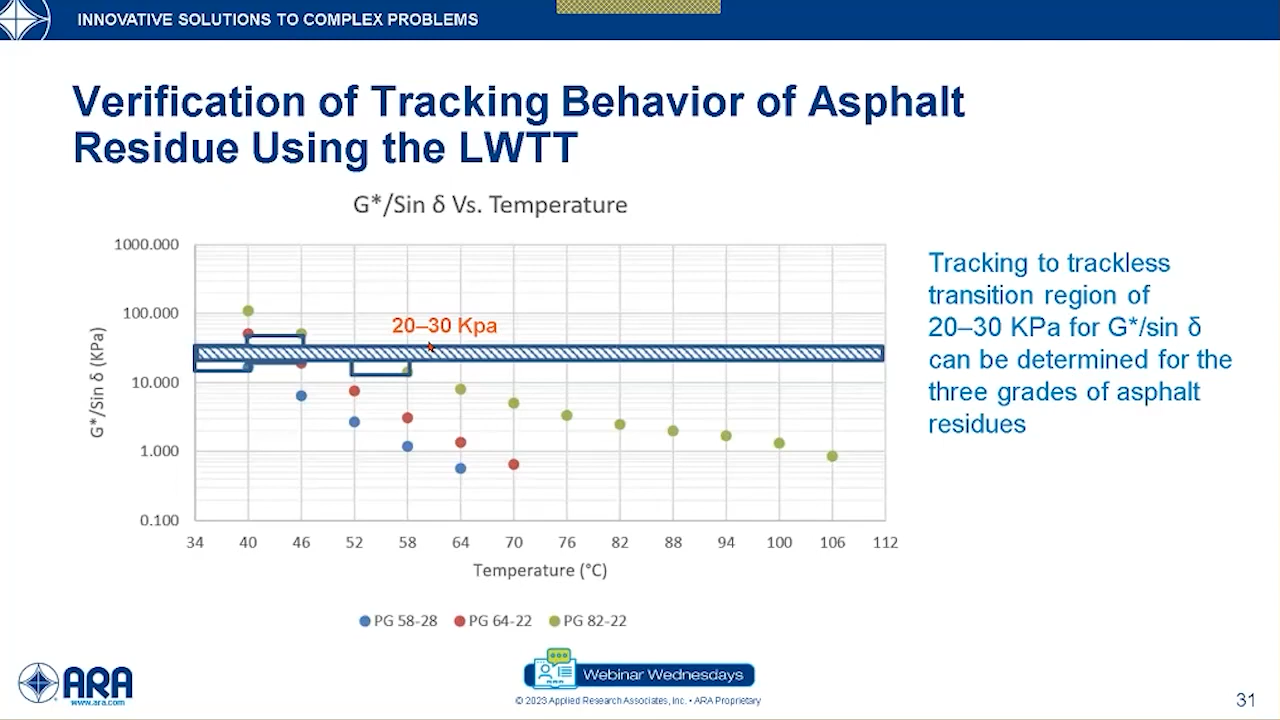 INNOVATIVE SOLUTIONS TO COMPLEX PROBLEMS
Verification of Tracking Behavior of Asphalt
Residue Using the LWTT
G*/Sin δ Vs. Temperature
1000.000
100.000
10.000
1.000
0.100
G*/Sin δ (KPa)
20–30 Kpa
34 40 46 52 58 64 70 76 82 88 94 100 106 112
Temperature (°C)
PG 58-28 PG 64-22 PG 82-22
Tracking to trackless
transition region of
20–30 KPa for G*/sin δ
can be determined for the
three grades of asphalt
residues
ARA
www.ara.com
Webinar Wednesdays
© 2023 Applied Research Associates, Inc. • ARA Proprietary
31